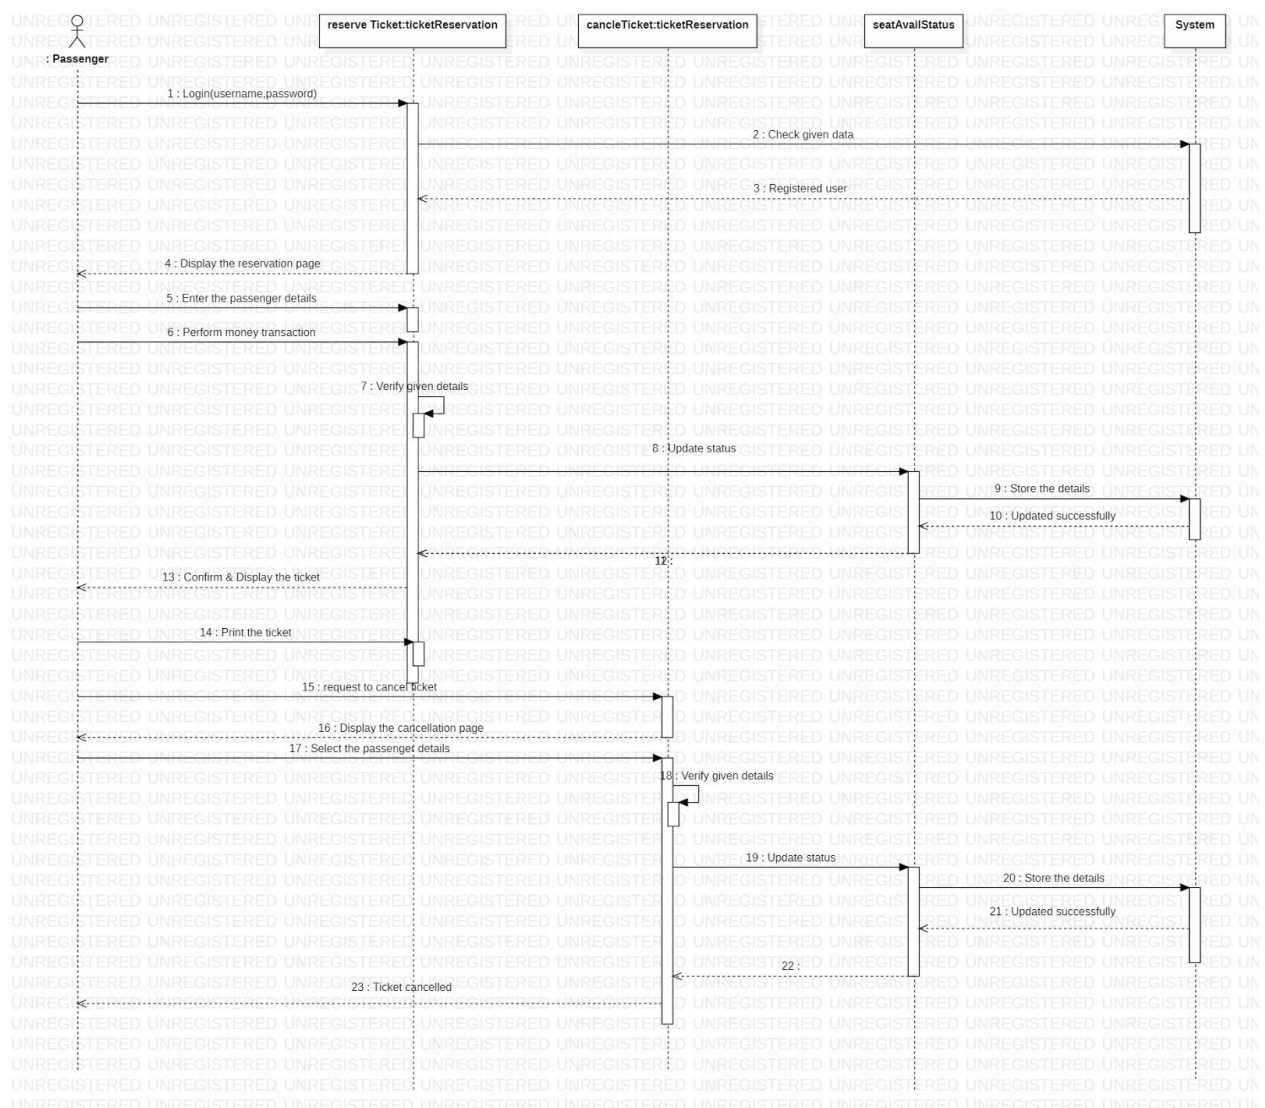 reserve Ticket:ticketReservation
cancleTicket:ticketReservation
seatAvailStatus
System
: Passenger
1 : Login(username,password)
2 : Check given data
3 : Registered user
4 : Display the reservation page
5 : Enter the passenger details
6 : Perform money transaction
7 : Verify given details
8 : Update status
9 : Store the details
10 : Updated successfully
13 : Confirm & Display the ticket
14 : Print the ticket
15 : request to cancel ticket
16 : Display the cancellation page
17 : Select the passenger details
18 : Verify given details
19 : Update status
20 : Store the details
21 : Updated successfully
22 :
23 : Ticket cancelled
UNREGISTERED